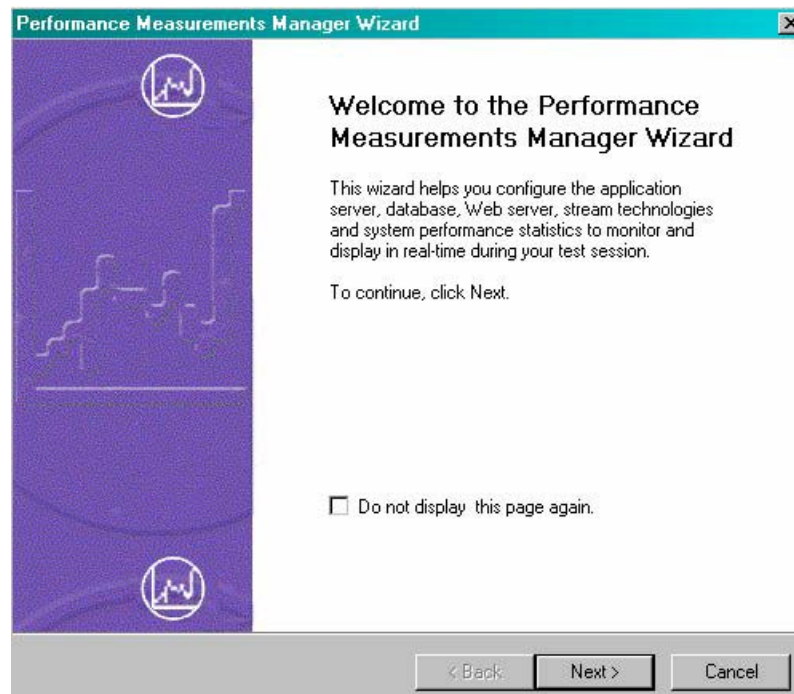 Performance Measurements Manager Wizard
Welcome to the Performance
Measurements Manager Wizard
This wizard helps you configure the application
server, database, Web server, stream technologies
and system performance statistics to monitor and
display in real-time during your test session.
To continue, click Next.
Do not display this page again.
< Back
Next >
Cancel